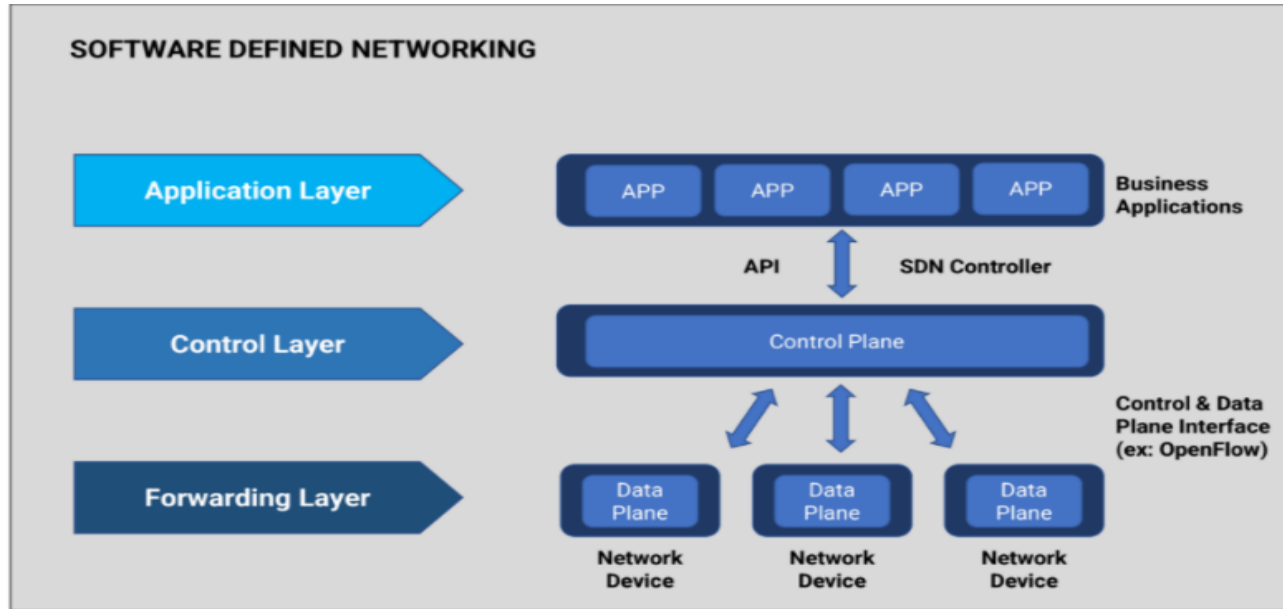 SOFTWARE DEFINED NETWORKING
Application Layer
APP
APP
APP
APP
Business
Applications
API
SDN Controller
Control Layer
Control Plane
Control & Data
Plane Interface
(ex: OpenFlow)
Forwarding Layer
Data
Plane
Data
Plane
Data
Plane
Network
Device
Network
Device
Network
Device